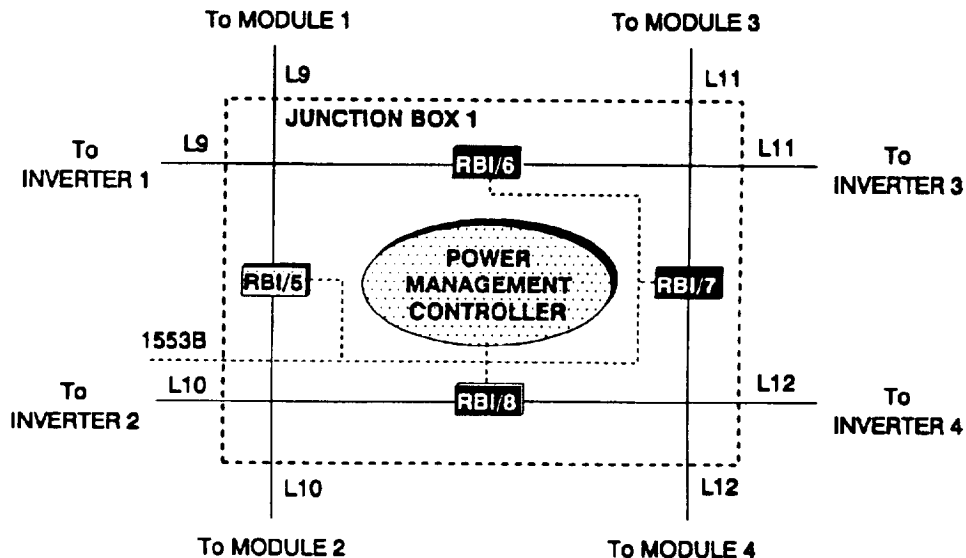 To MODULE 1
To MODULE 3
L9
L11
JUNCTION BOX 1
To
INVERTER 1
L9
RBI/6
L11
To
INVERTER 3
POWER
MANAGEMENT
CONTROLLER
RBI/5
RBI/7
1553B
To
INVERTER 2
L10
RBI/8
L12
To
INVERTER 4
L10
L12
To MODULE 2
To MODULE 4